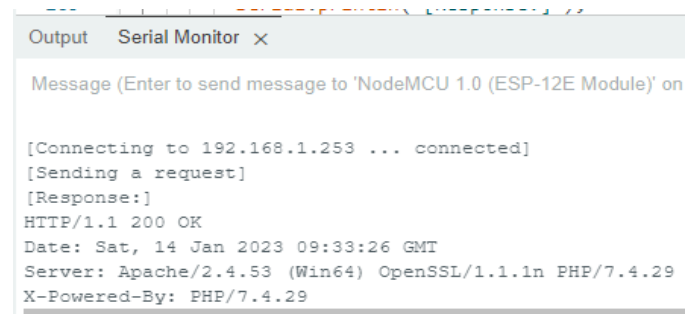 Output Serial Monitor ×
Message (Enter to send message to 'NodeMCU 1.0 (ESP-12E Module)' on
[Connecting to 192.168.1.253 ... connected]
[Sending a request]
[Response:]
HTTP/1.1 200 OK
Date: Sat, 14 Jan 2023 09:33:26 GMT
Server: Apache/2.4.53 (Win64) OpenSSL/1.1.1n PHP/7.4.29
X-Powered-By: PHP/7.4.29